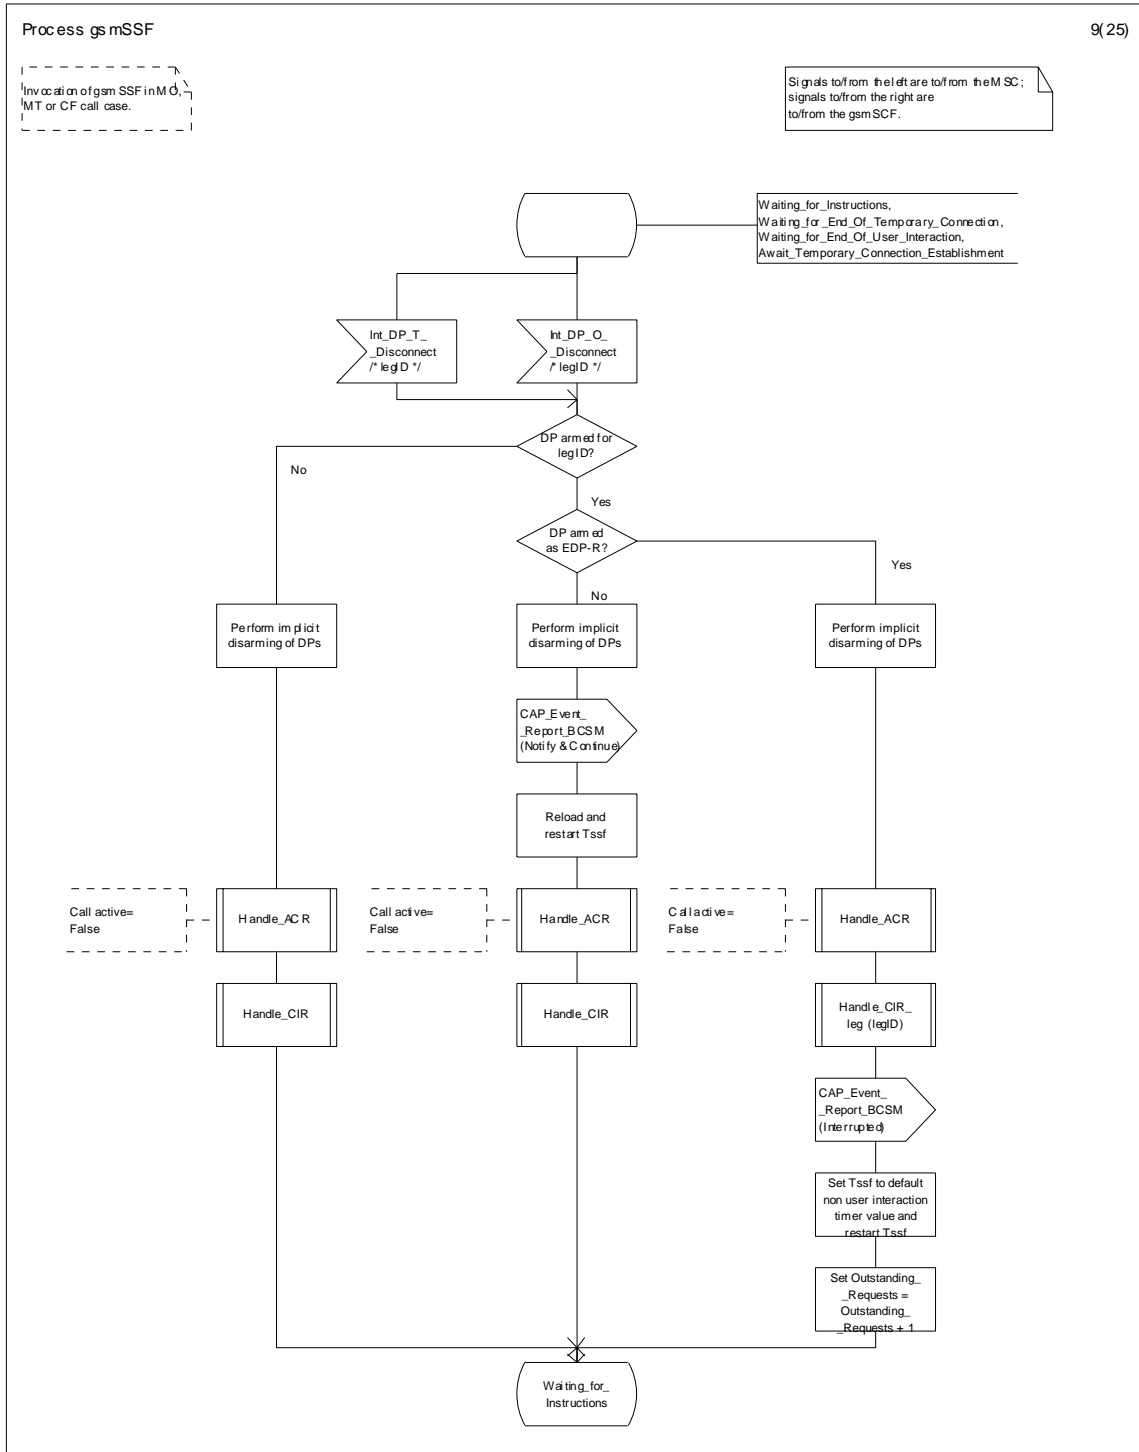 Process gsmSSF
9(25)
Invocation of gsmSSF in MO,
MT or CF call case.
Signals to/from the left are to/from the MSC;
signals to/from the right are
to/from the gsmSCF.
Waiting_for_Instructions,
Waiting_for_End_Of_Temporary_Connection,
Waiting_for_End_Of_User_Interaction,
Await_Temporary_Connection_Establishment
Int_DP_T_
_Disconnect
/* legID */
Int_DP_O_
_Disconnect
/* legID */
DP armed for
legID?
No
Yes
DP armed
as EDP-R?
Yes
No
Perform implicit
disarming of DPs
Perform implicit
disarming of DPs
Perform implicit
disarming of DPs
CAP_Event_
_Report_BCSM
(Notify & Continue)
Reload and
restart Tssf
Call active=
False
Handle_ACR
Call active=
False
Handle_ACR
Call active=
False
Handle_ACR
Handle_CIR
Handle_CIR
Handle_CIR_
leg (legID)
CAP_Event_
_Report_BCSM
(Interrupted)
Set Tssf to default
non user interaction
timer value and
restart Tssf
Set Outstanding_
_Requests =
Outstanding_
_Requests + 1
Waiting_for_
Instructions